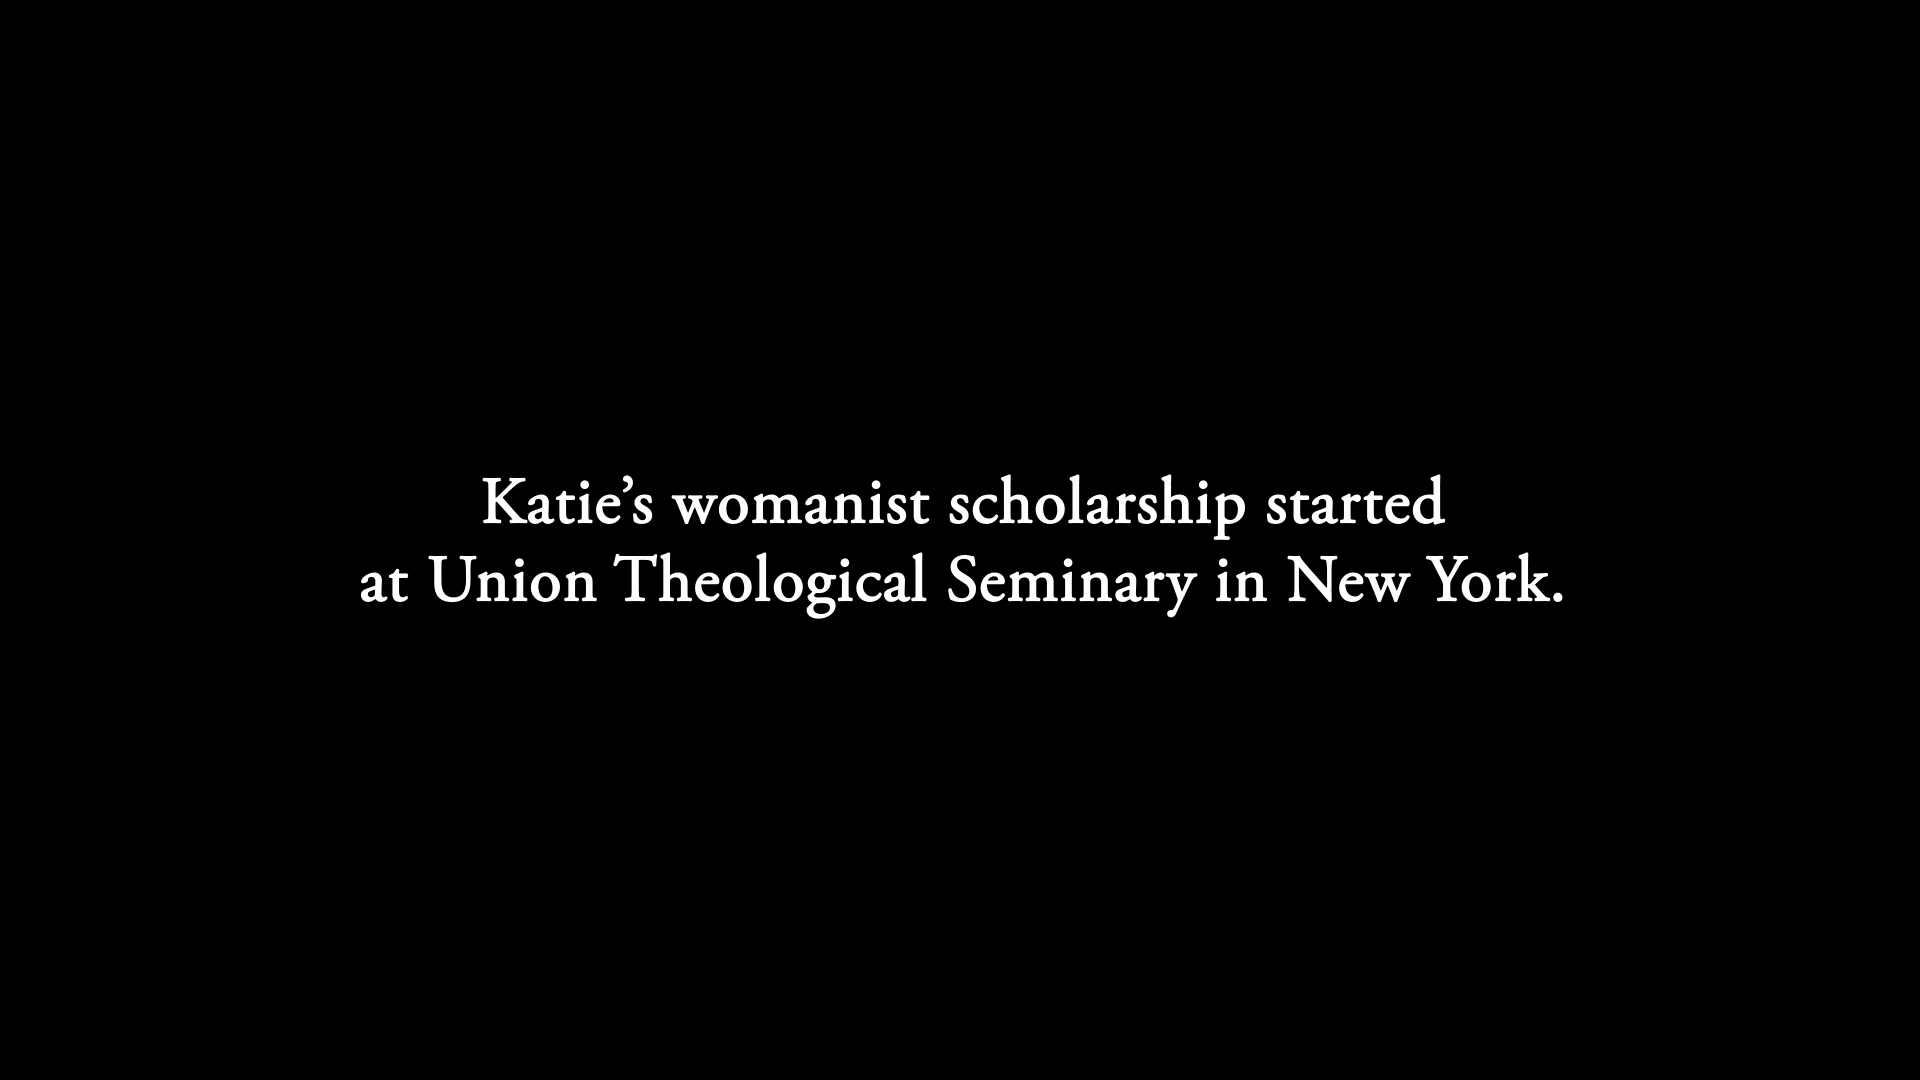 Katie’s womanist scholarship started
at Union Theological Seminary in New York.